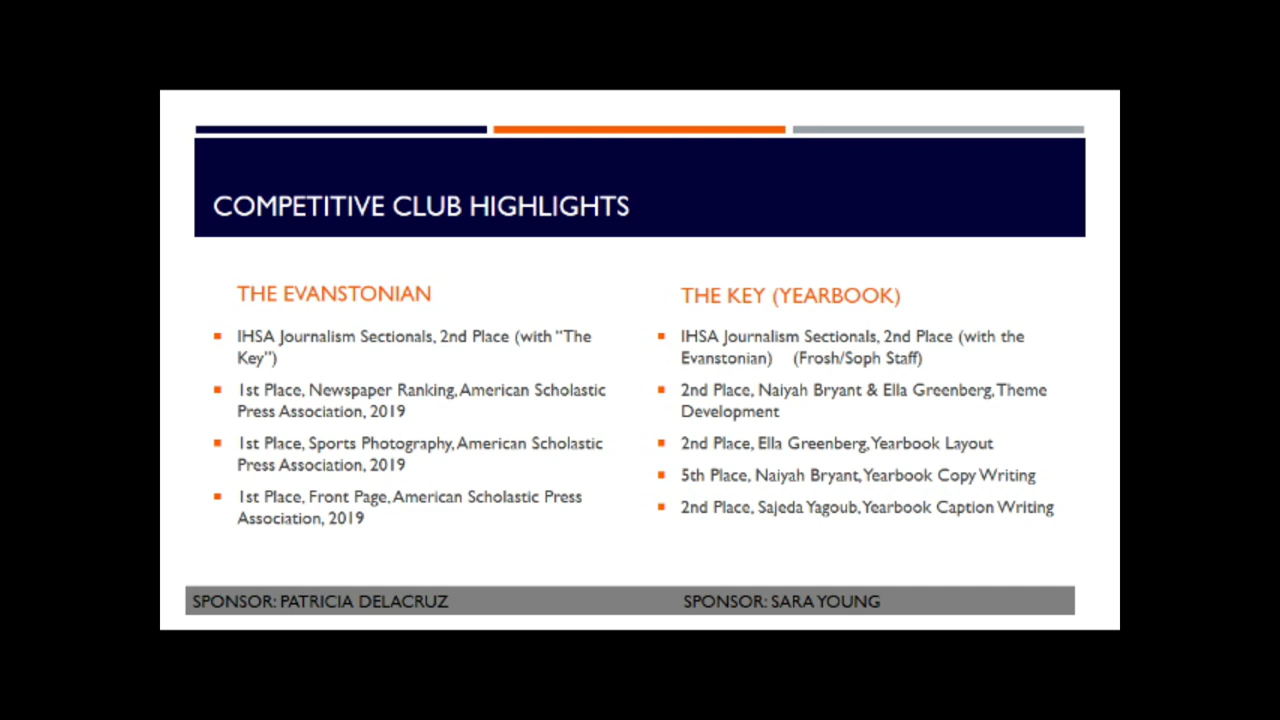 COMPETITIVE CLUB HIGHLIGHTS
THE EVANSTONIAN
IHSA Journalism Sectionals, 2nd Place (with "The
Key")
1st Place, Newspaper Ranking, American Scholastic
Press Association, 2019
1st Place, Sports Photography, American Scholastic
Press Association, 2019
1st Place, Front Page, American Scholastic Press
Association, 2019
SPONSOR: PATRICIA DELACRUZ
THE KEY (YEARBOOK)
IHSA Journalism Sectionals, 2nd Place (with the
Evanstonian) (Frosh/Soph Staff)
2nd Place, Naiyah Bryant & Ella Greenberg, Theme
Development
2nd Place, Ella Greenberg, Yearbook Layout
5th Place, Naiyah Bryant, Yearbook Copy Writing
2nd Place, Sajeda Yagoub, Yearbook Caption Writing
SPONSOR: SARA YOUNG